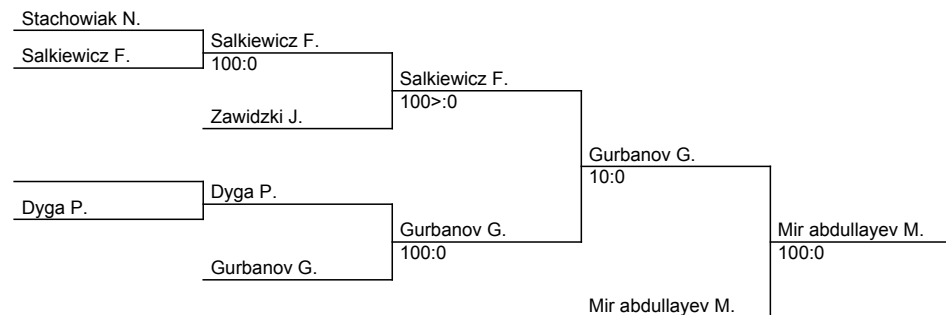 Stachowiak N.
Salkiewicz F.
Salkiewicz F.
100:0
Salkiewicz F.
100>:0
Zawidzki J.
Gurbanov G.
10:0
Dyga P.
Dyga P.
Gurbanov G.
100:0
Mir abdullayev M.
100:0
Gurbanov G.
Mir abdullayev M.